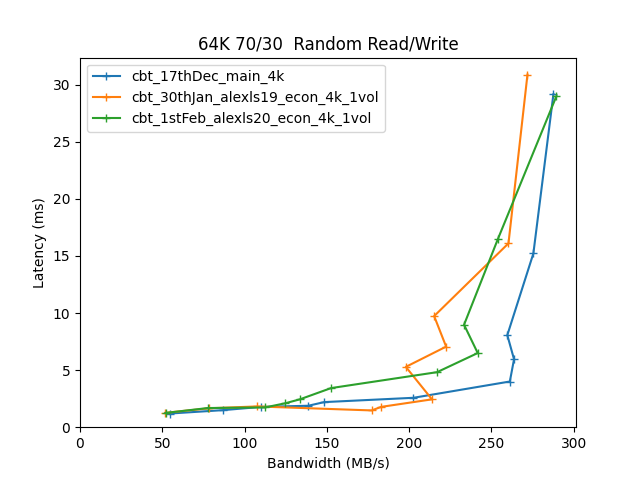 64K 70/30  Random Read/Write
cbt_17thDec_main_4k
cbt_30thJan_alexls19_econ_4k_1vol
cbt_1stFeb_alexls20_econ_4k_1vol
Latency (ms)
30
25
20
15
10
5
0
0 50 100 150 200 250 300
Bandwidth (MB/s)